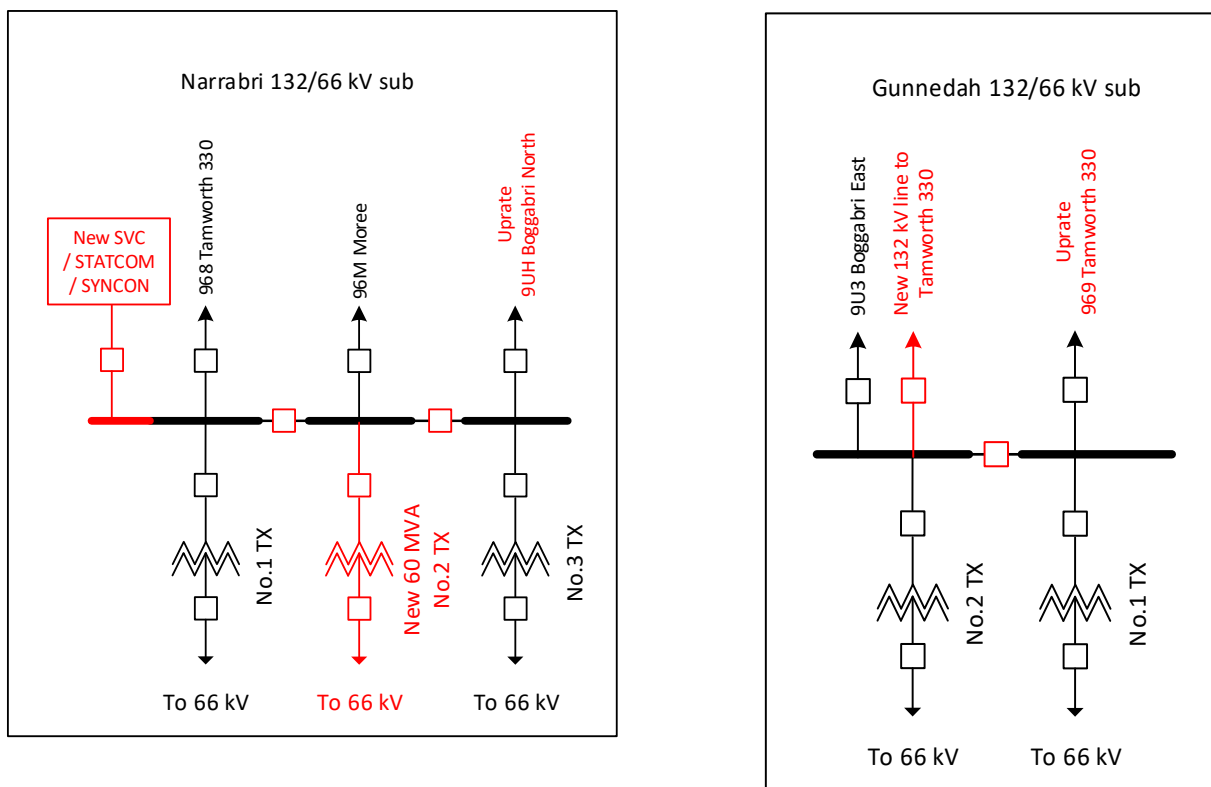 Narrabri 132/66 kV sub
New SVC
/ STATCOM
/ SYNCON
968 Tamworth 330
96M Moree
Uprate
9UH Boggabri North
No.1 TX
New 60 MVA
No.2 TX
No.3 TX
To 66 kV
To 66 kV
To 66 kV
Gunnedah 132/66 kV sub
9U3 Boggabri East
New 132 kV line to
Tamworth 330
Uprate
969 Tamworth 330
No.2 TX
No.1 TX
To 66 kV
To 66 kV